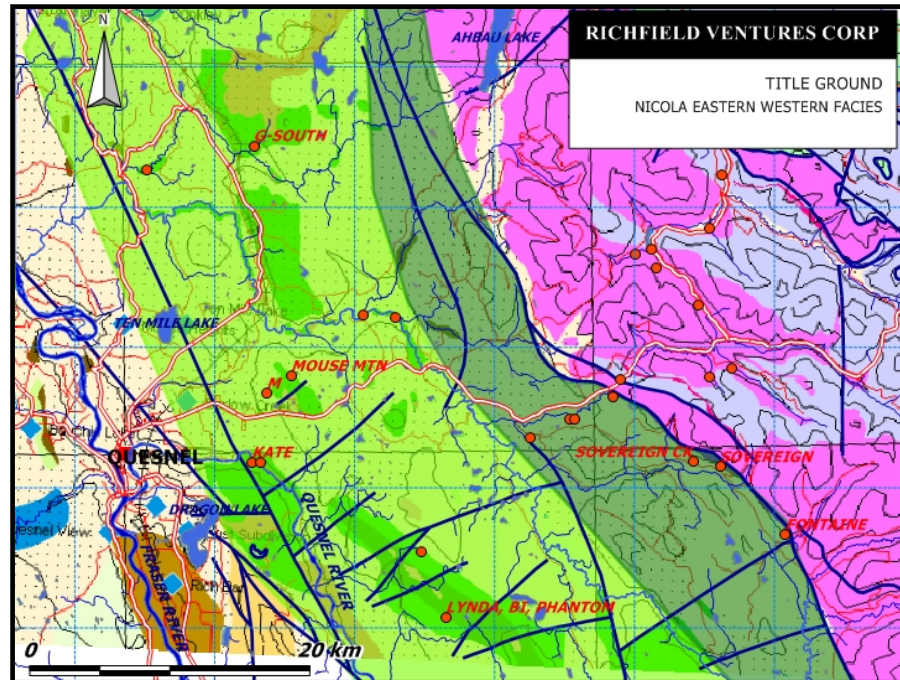 N
AHBAU LAKE
RICHFIELD VENTURES CORP
TITLE GROUND
NICOLA EASTERN WESTERN FACIES
G-SOUTH
TEN MILE LAKE
MOUSE MTN
M
QUESNEL
KATE
SOVEREIGN CK
SOVEREIGN
DRAGON LAKE
QUESNEL RIVER
FONTAINE
FRASER RIVER
LYNDA, BI, PHANTOM
0 20 km